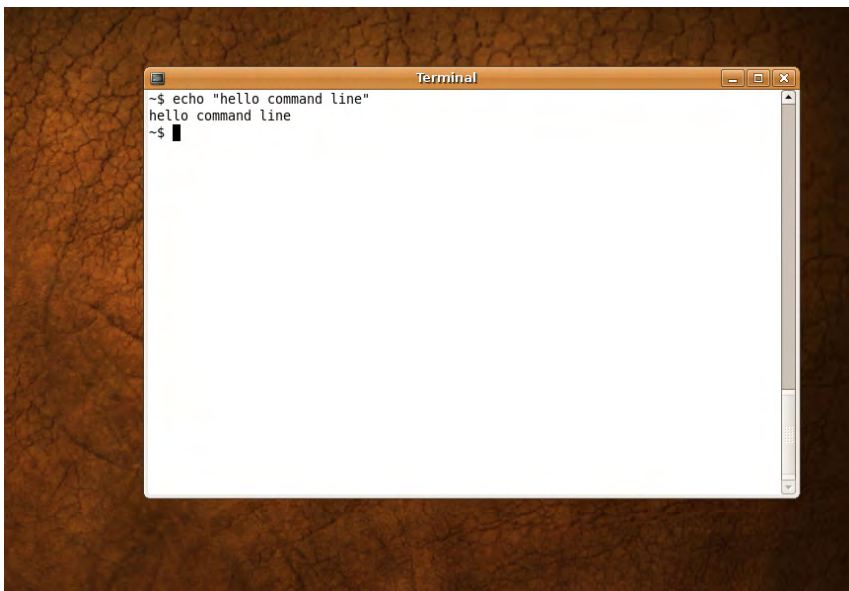 Terminal
~$ echo "hello command line"
hello command line
~$